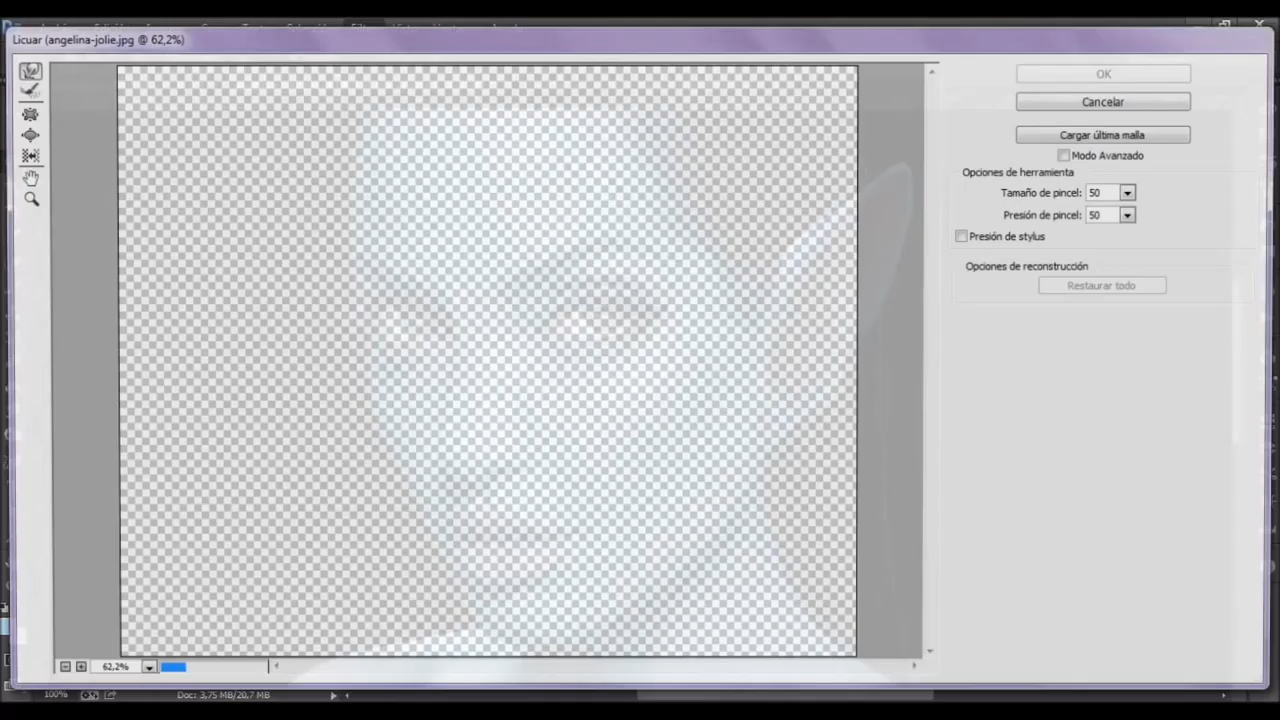 Licuar (angelina-jolie.jpg @ 62,2%)
OK
Cancelar
Cargar última malla
Modo Avanzado
Opciones de herramienta
Tamaño de pincel: 50
Presión de pincel: 50
Presión de stylus
Opciones de reconstrucción
Restaurar todo
62,2%
100%
Doc: 3,75 MB/20,7 MB